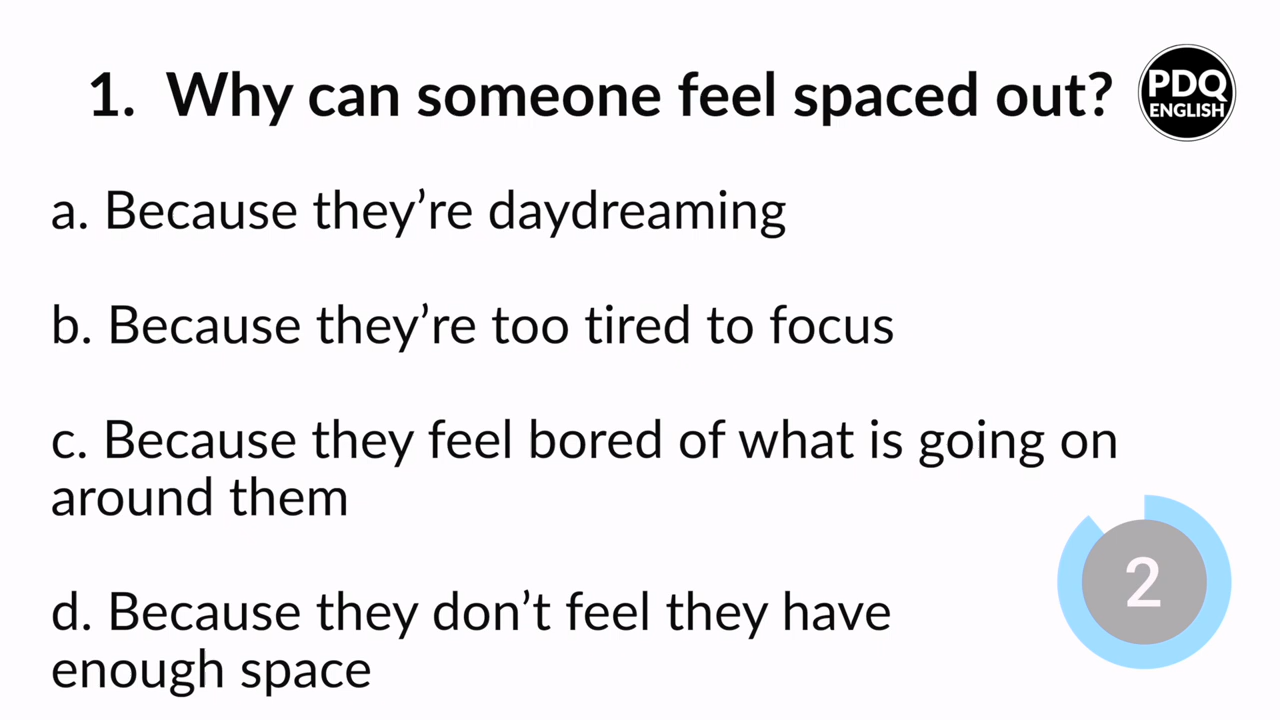 1.  Why can someone feel spaced out?
PDQ
ENGLISH
a. Because they’re daydreaming
b. Because they’re too tired to focus
c. Because they feel bored of what is going on
around them
d. Because they don’t feel they have
enough space
2